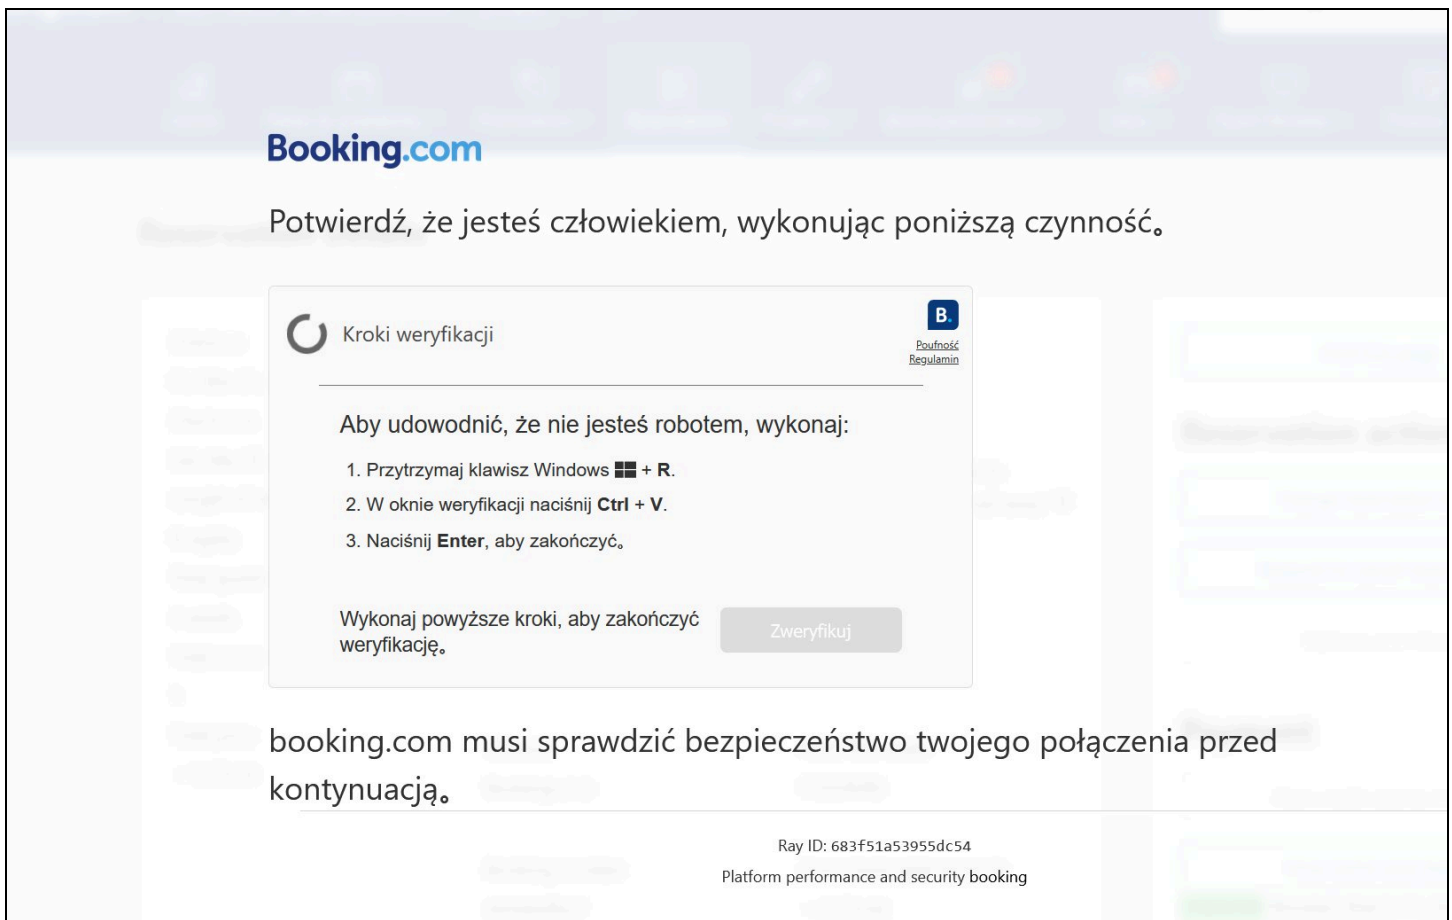 Booking.com
Potwierdź, że jesteś człowiekiem, wykonując poniższą czynność。
Kroki weryfikacji
B.
Poufność
Regulamin
Aby udowodnić, że nie jesteś robotem, wykonaj:
1. Przytrzymaj klawisz Windows + R.
2. W oknie weryfikacji naciśnij Ctrl + V.
3. Naciśnij Enter, aby zakończyć。
Wykonaj powyższe kroki, aby zakończyć
weryfikację。
Zweryfikuj
booking.com musi sprawdzić bezpieczeństwo twojego połączenia przed
kontynuacją。
Ray ID: 683f51a53955dc54
Platform performance and security booking